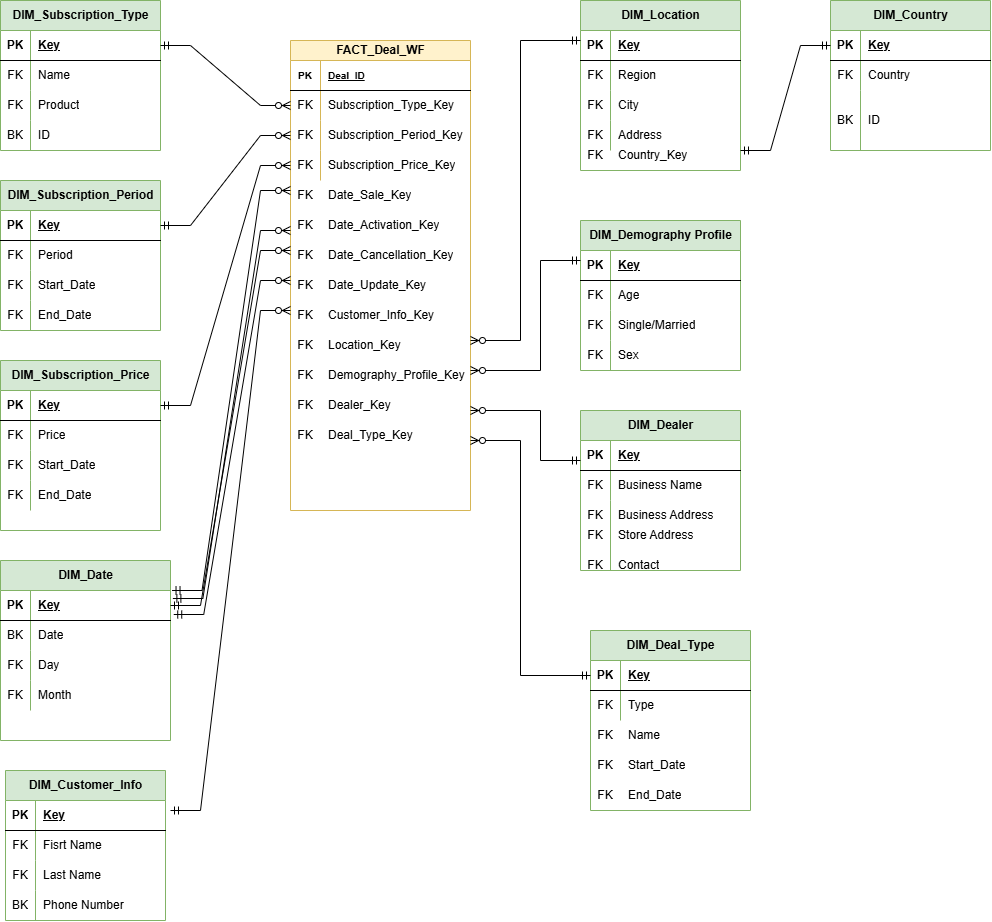 DIM_Subscription_Type
PK Key
FK Name
FK Product
BK ID
DIM_Subscription_Period
PK Key
FK Period
FK Start_Date
FK End_Date
DIM_Subscription_Price
PK Key
FK Price
FK Start_Date
FK End_Date
DIM_Date
PK Key
BK Date
FK Day
FK Month
DIM_Customer_Info
PK Key
FK Fisrt Name
FK Last Name
BK Phone Number
FACT_Deal_WF
PK Deal_ID
FK Subscription_Type_Key
FK Subscription_Period_Key
FK Subscription_Price_Key
FK Date_Sale_Key
FK Date_Activation_Key
FK Date_Cancellation_Key
FK Date_Update_Key
FK Customer_Info_Key
FK Location_Key
FK Demography_Profile_Key
FK Dealer_Key
FK Deal_Type_Key
DIM_Location
PK Key
FK Region
FK City
FK Address
FK Country_Key
DIM_Country
PK Key
FK Country
BK ID
DIM_Demography Profile
PK Key
FK Age
FK Single/Married
FK Sex
DIM_Dealer
PK Key
FK Business Name
FK Business Address
FK Store Address
FK Contact
DIM_Deal_Type
PK Key
FK Type
FK Name
FK Start_Date
FK End_Date